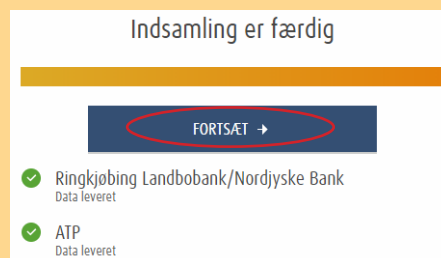 Indsamling er færdig
FORTSÆT →
Ringkjøbing Landbobank/Nordjyske Bank
Data leveret
ATP
Data leveret